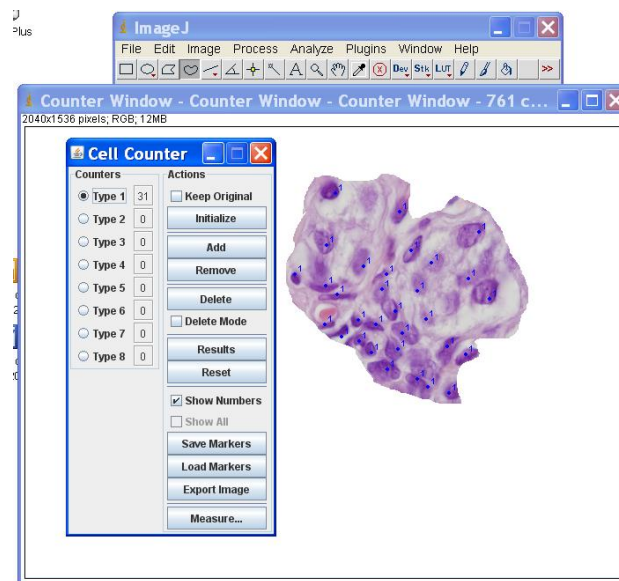 Plus
ImageJ
File Edit Image Process Analyze Plugins Window Help
Dev Stk LUT >>
Counter Window - Counter Window - Counter Window - 761 c...
2040x1536 pixels; RGB; 12MB
Cell Counter
Counters
Type 1 31
Type 2 0
Type 3 0
Type 4 0
Type 5 0
Type 6 0
Type 7 0
Type 8 0
Actions
Keep Original
Initialize
Add
Remove
Delete
Delete Mode
Results
Reset
Show Numbers
Show All
Save Markers
Load Markers
Export Image
Measure...